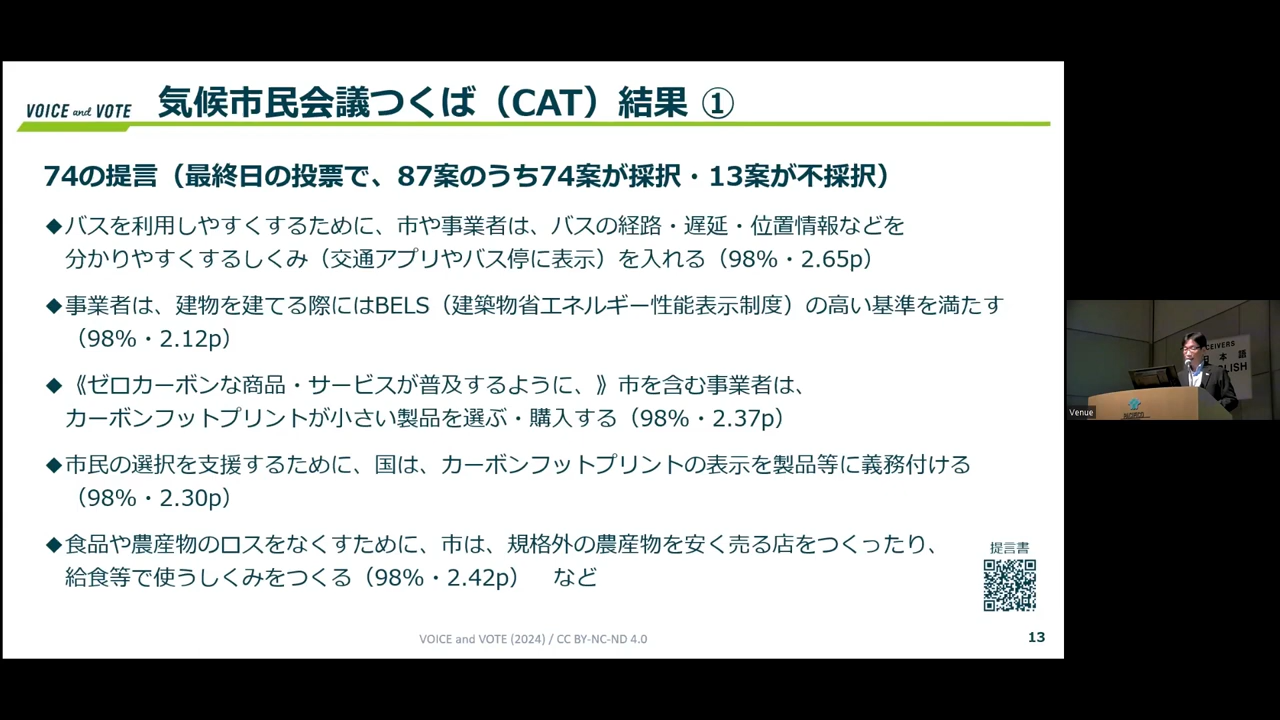 VOICE and VOTE
気候市民会議つくば（CAT）結果 ①
74の提言（最終日の投票で、87案のうち74案が採択・13案が不採択）
◆バスを利用しやすくするために、市や事業者は、バスの経路・遅延・位置情報などを
分かりやすくするしくみ（交通アプリやバス停に表示）を入れる（98%・2.65p）
◆事業者は、建物を建てる際にはBELS（建築物省エネルギー性能表示制度）の高い基準を満たす
（98%・2.12p）
◆《ゼロカーボンな商品・サービスが普及するように、》市を含む事業者は、
カーボンフットプリントが小さい製品を選ぶ・購入する（98%・2.37p）
◆市民の選択を支援するために、国は、カーボンフットプリントの表示を製品等に義務付ける
（98%・2.30p）
◆食品や農産物のロスをなくすために、市は、規格外の農産物を安く売る店をつくったり、
給食等で使うしくみをつくる（98%・2.42p）　など
提言書
VOICE and VOTE (2024) / CC BY-NC-ND 4.0
13
CEIVERS
日本語
LISH
Venue